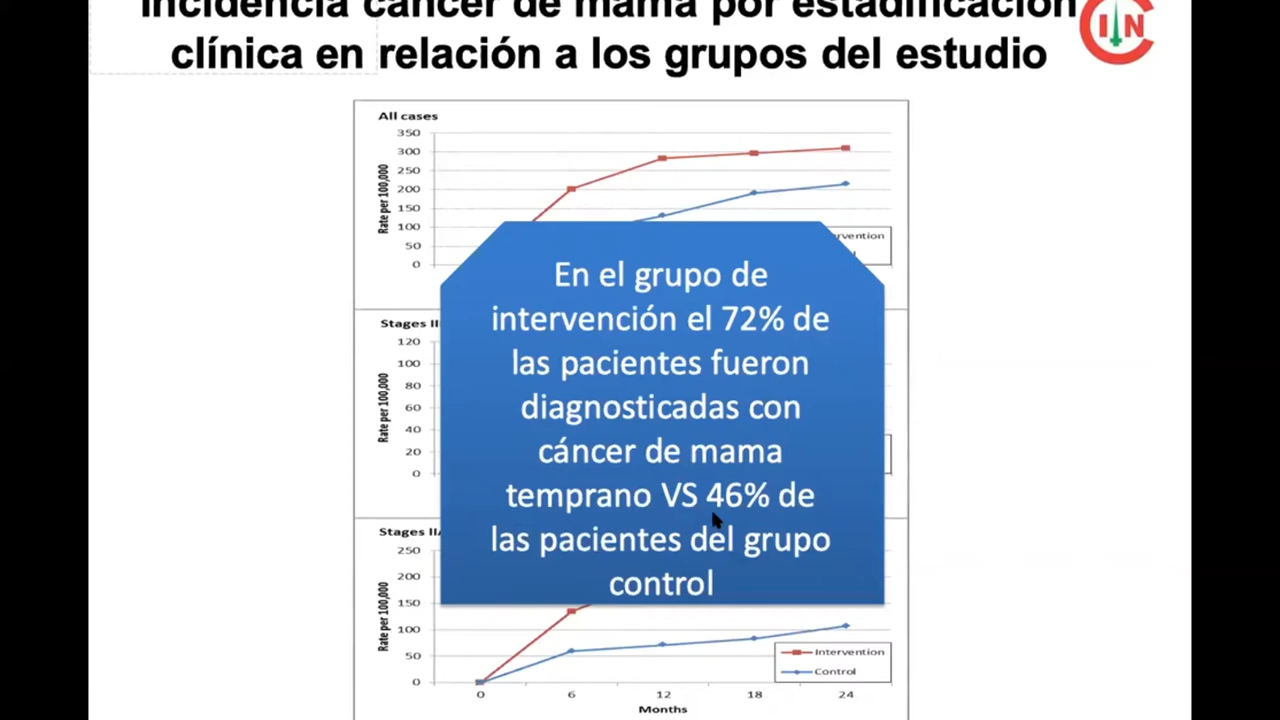 Incidencia cáncer de mama por estadificación
clínica en relación a los grupos del estudio
CIN
All cases
350
300
250
200
150
100
50
0
Rate per 100,000
Stages
120
100
80
60
40
20
0
Rate per 100,000
En el grupo de
intervención el 72% de
las pacientes fueron
diagnosticadas con
cáncer de mama
temprano VS 46% de
las pacientes del grupo
control
Stages
250
200
150
100
50
0
Rate per 100,000
Intervention
Control
0 6 12 18 24
Months